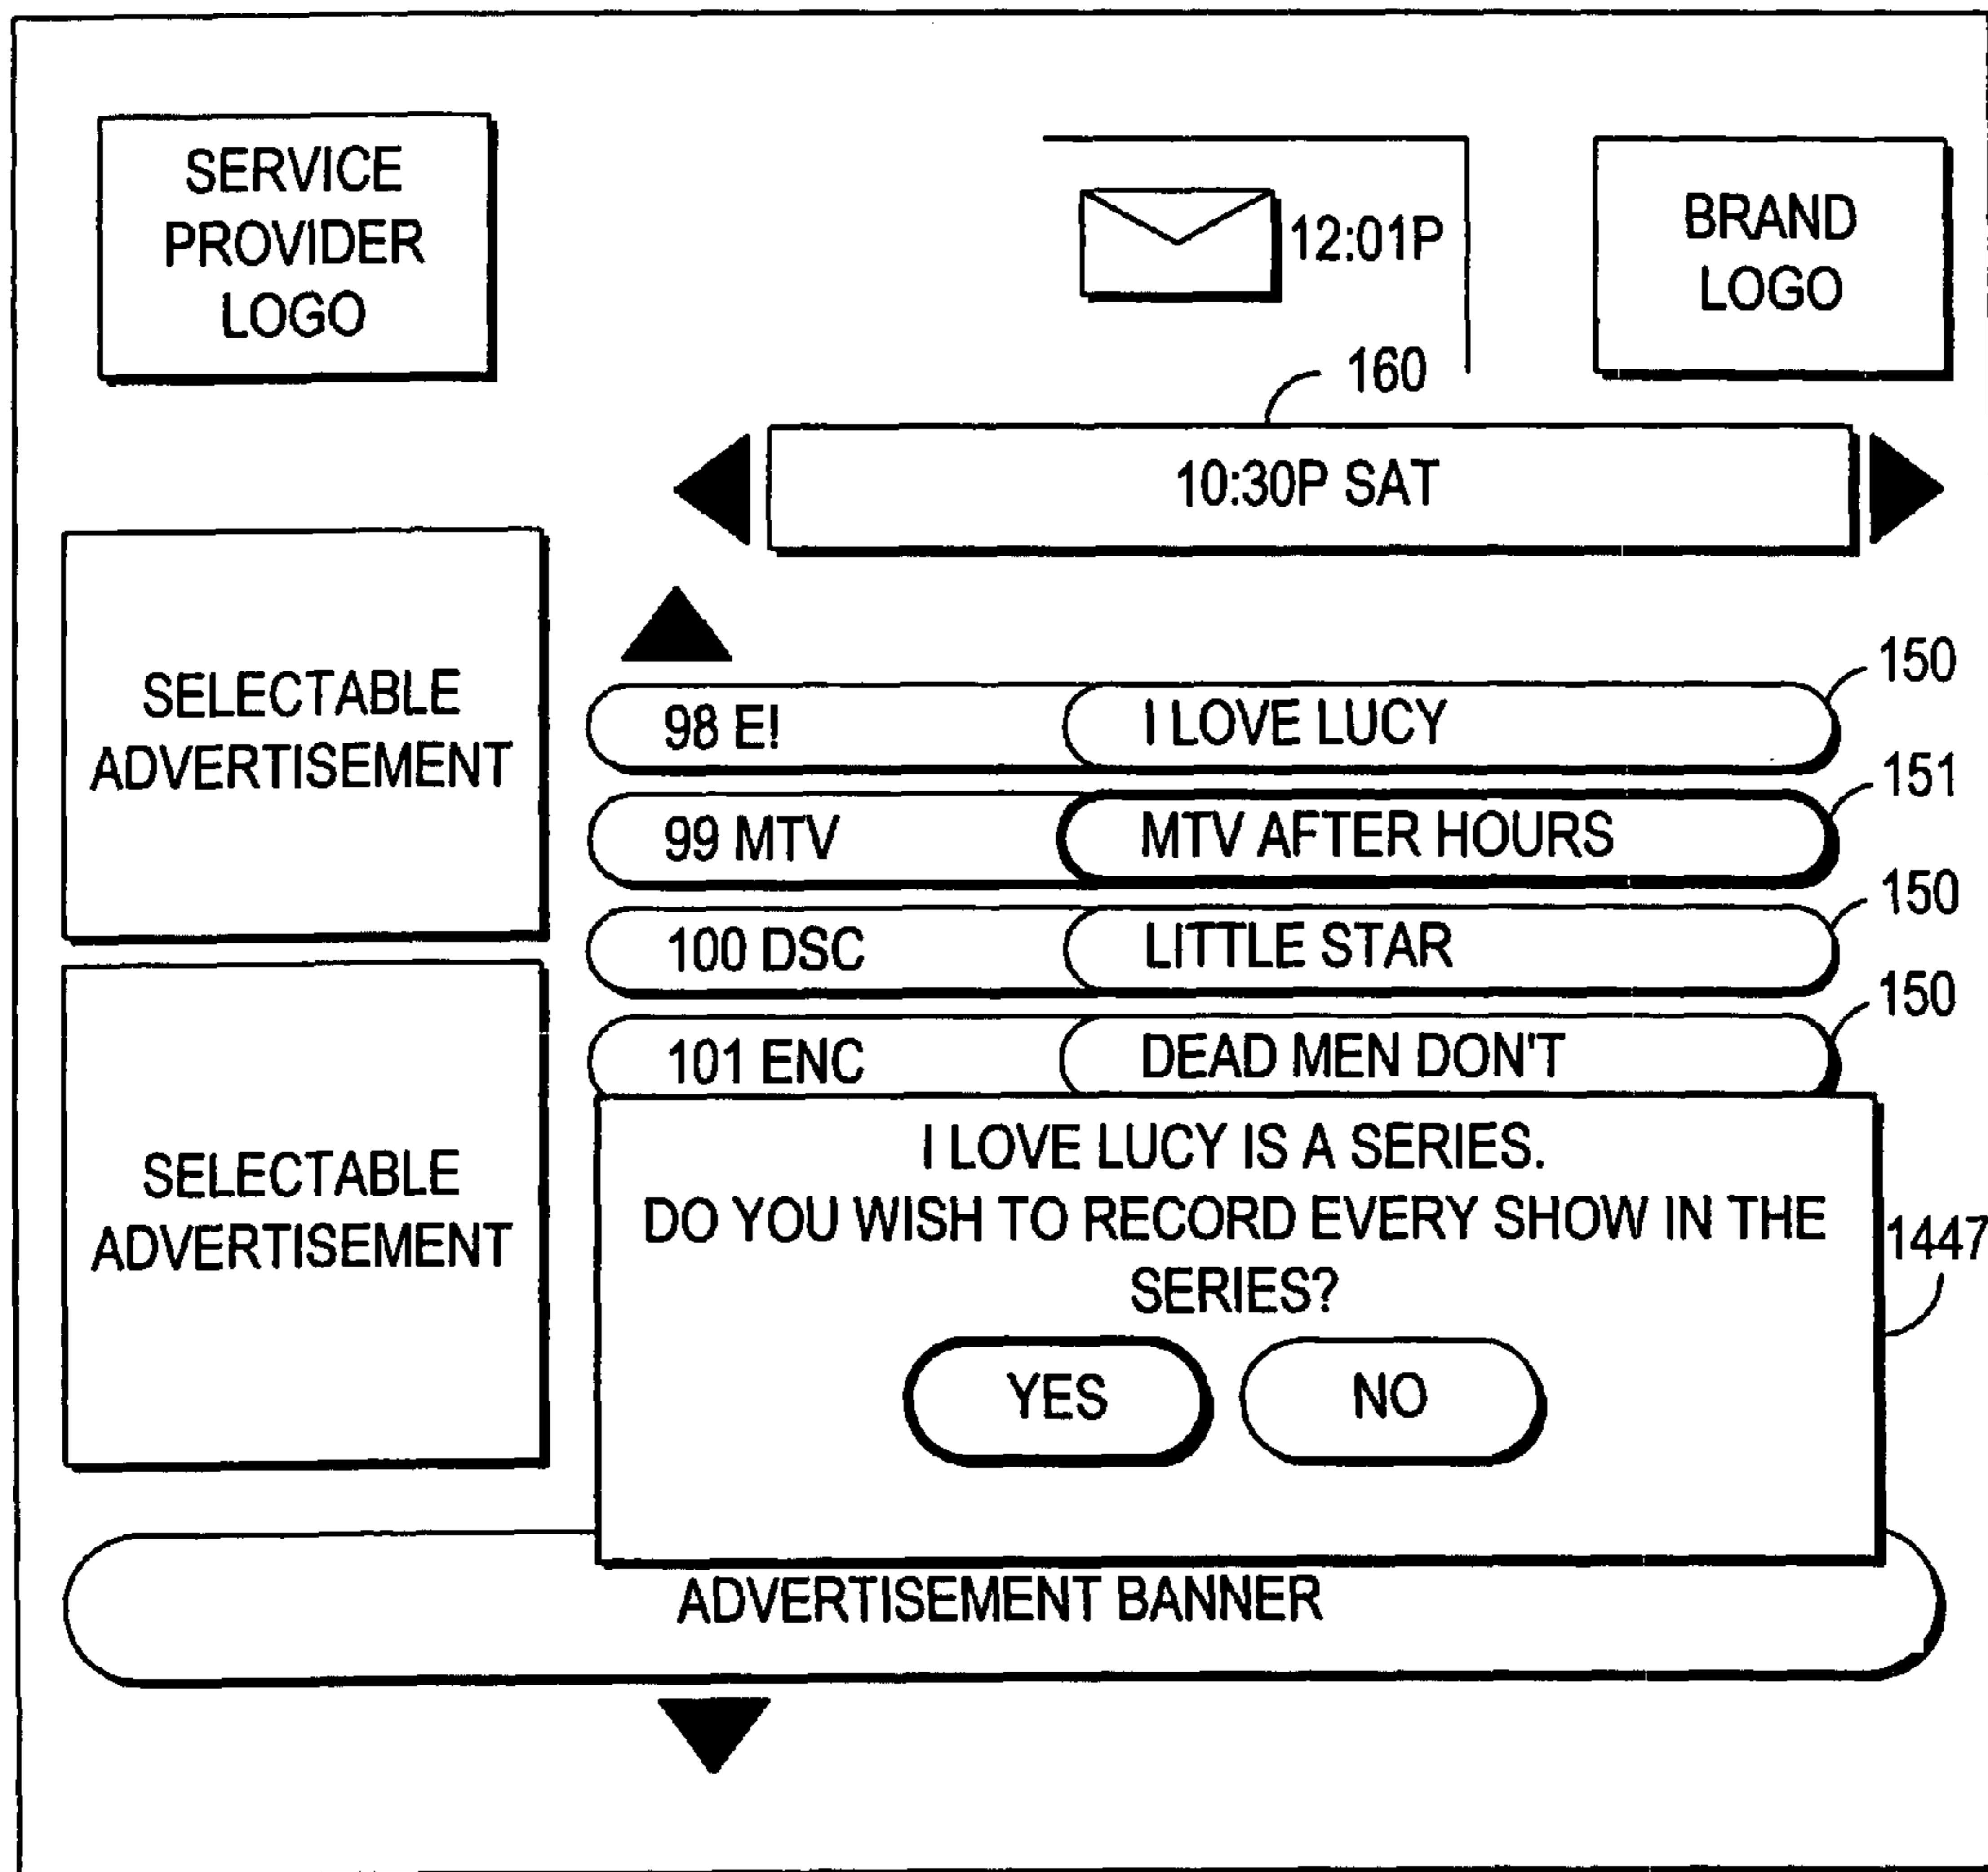 SERVICE
PROVIDER
LOGO
12:01P
BRAND
LOGO
160
10:30P SAT
SELECTABLE
ADVERTISEMENT
150
98 E! I LOVE LUCY
151
99 MTV MTV AFTER HOURS
150
100 DSC LITTLE STAR
150
101 ENC DEAD MEN DON'T
SELECTABLE
ADVERTISEMENT
I LOVE LUCY IS A SERIES.
DO YOU WISH TO RECORD EVERY SHOW IN THE
SERIES?
1447
YES NO
ADVERTISEMENT BANNER